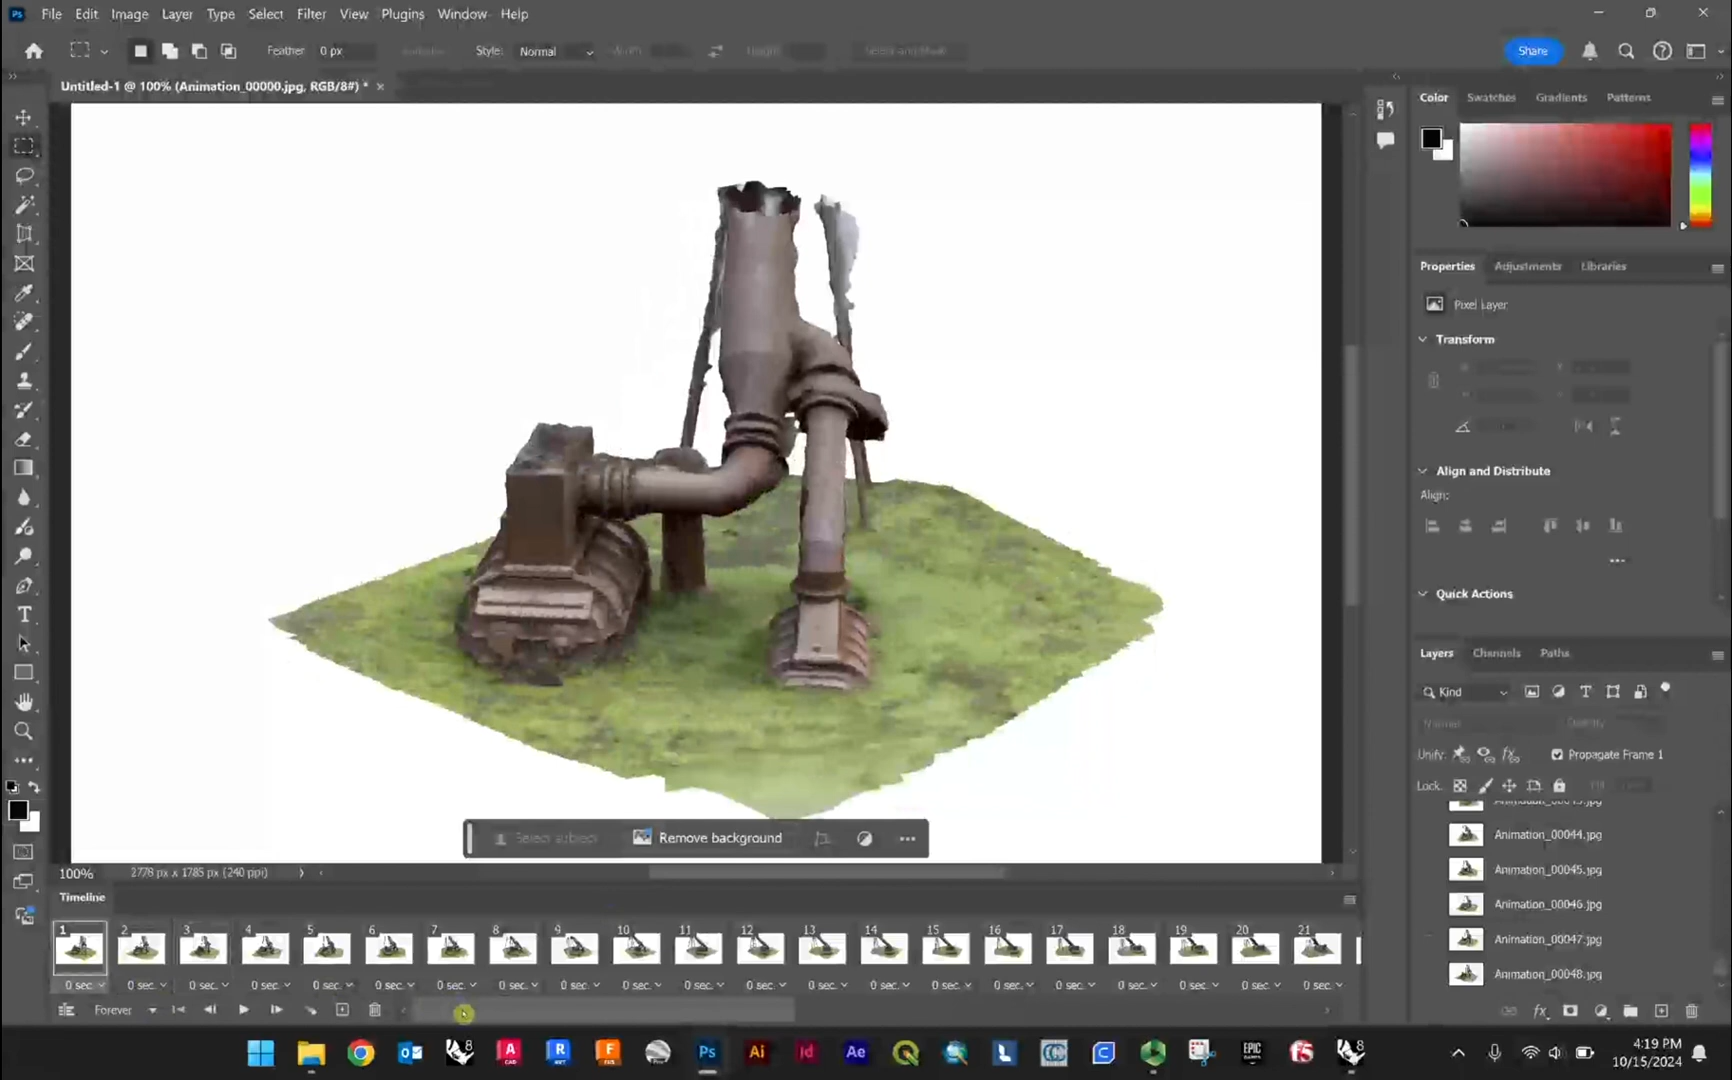 Ps File Edit Image Layer Type Select Filter View Plugins Window Help
Feather 0 px Style: Normal Share
Untitled-1 @ 100% (Animation_00000.jpg, RGB/8#) * ×
Color Swatches Gradients Patterns
Properties Adjustments Libraries
Pixel Layer
Transform
Align and Distribute
Align:
Quick Actions
Layers Channels Paths
Kind
Unify: Propagate Frame 1
Lock:
Animation_00044.jpg
Animation_00045.jpg
Animation_00046.jpg
Animation_00047.jpg
Animation_00048.jpg
Select subject Remove background
100% 2778 px x 1785 px (240 ppi)
Timeline
1 2 3 4 5 6 7 8 9 10 11 12 13 14 15 16 17 18 19 20 21
0 sec. 0 sec. 0 sec. 0 sec. 0 sec. 0 sec. 0 sec. 0 sec. 0 sec. 0 sec. 0 sec. 0 sec. 0 sec. 0 sec. 0 sec. 0 sec. 0 sec. 0 sec. 0 sec. 0 sec. 0 sec.
Forever
4:19 PM
10/15/2024